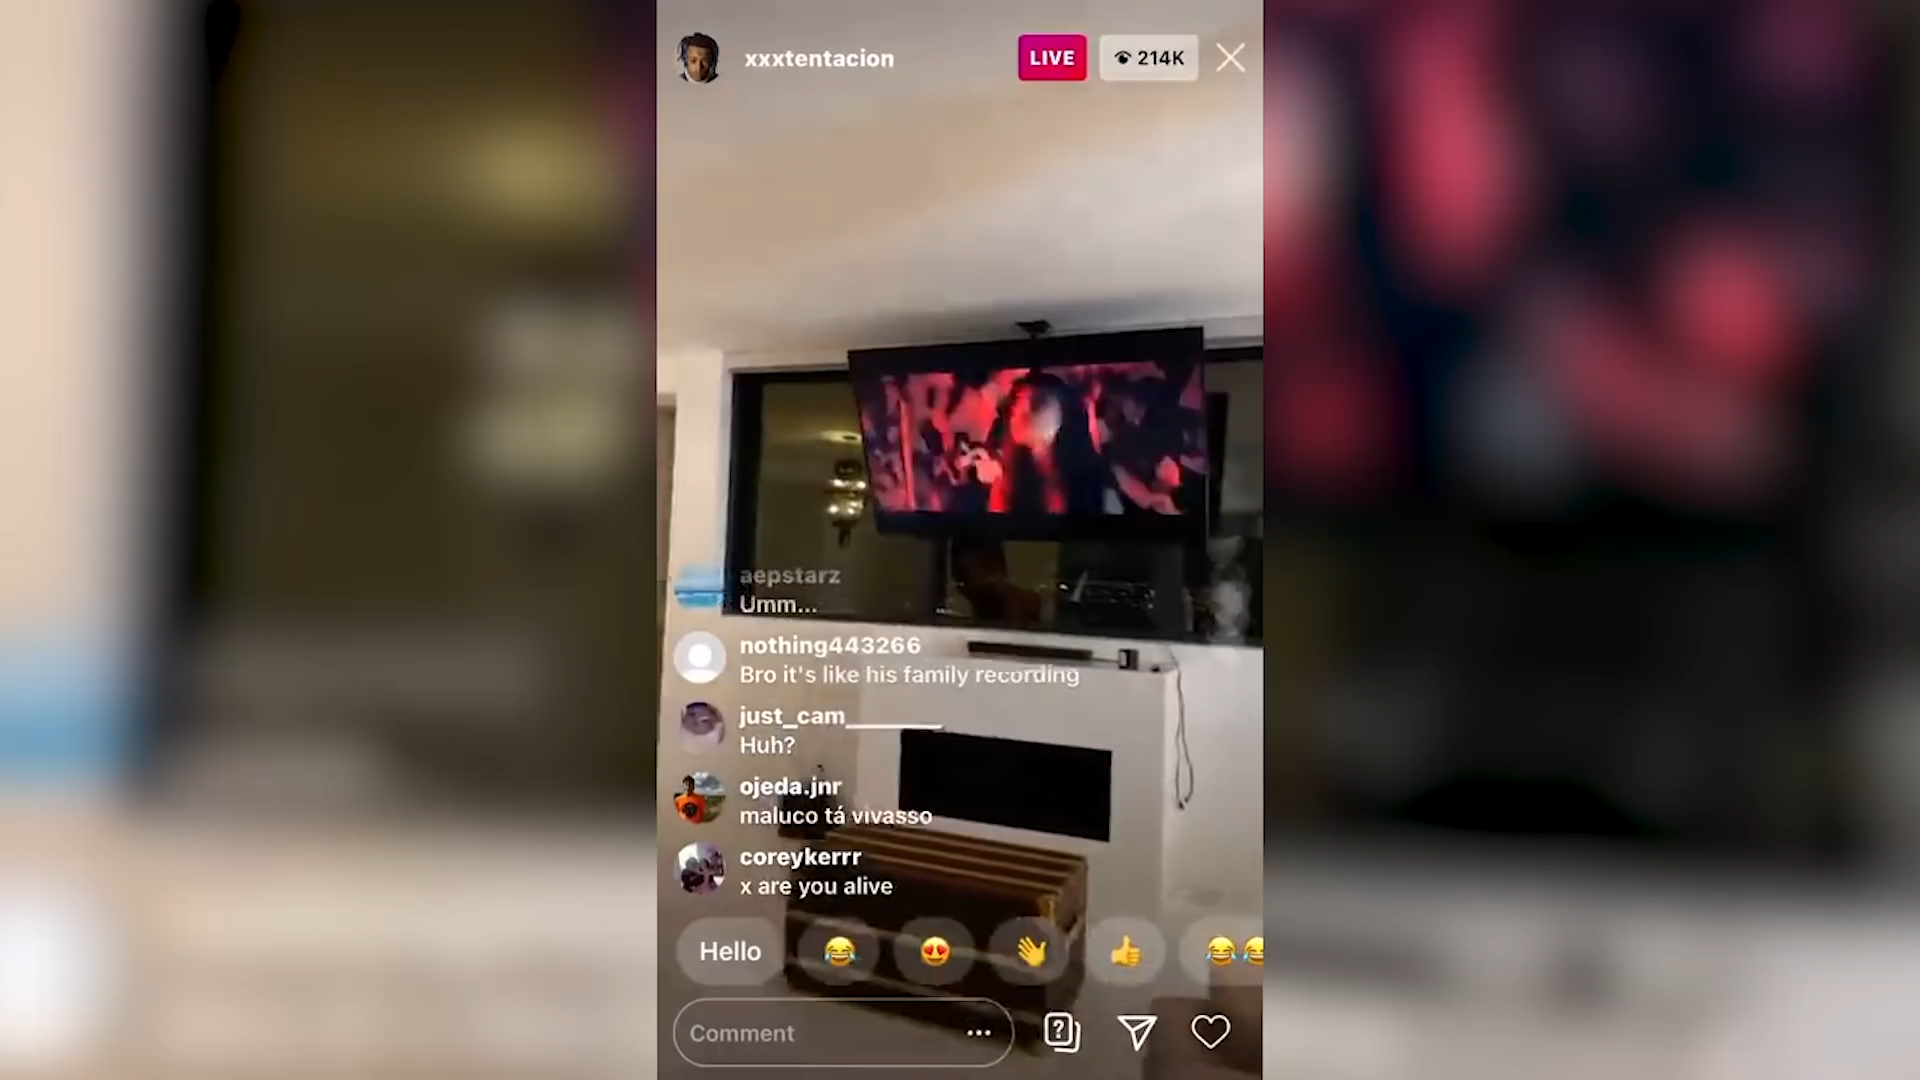 xxxtentacion
LIVE
214K
aepstarz
Umm...
nothing443266
Bro it's like his family recording
just_cam________
Huh?
ojeda.jnr
maluco tá vivasso
coreykerrr
x are you alive
Hello
Comment